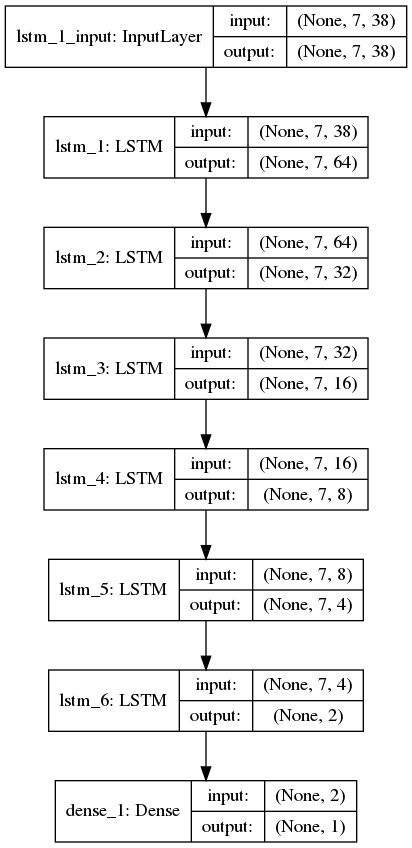 lstm_1_input: InputLayer
input: (None, 7, 38)
output: (None, 7, 38)
lstm_1: LSTM
input: (None, 7, 38)
output: (None, 7, 64)
lstm_2: LSTM
input: (None, 7, 64)
output: (None, 7, 32)
lstm_3: LSTM
input: (None, 7, 32)
output: (None, 7, 16)
lstm_4: LSTM
input: (None, 7, 16)
output: (None, 7, 8)
lstm_5: LSTM
input: (None, 7, 8)
output: (None, 7, 4)
lstm_6: LSTM
input: (None, 7, 4)
output: (None, 2)
dense_1: Dense
input: (None, 2)
output: (None, 1)